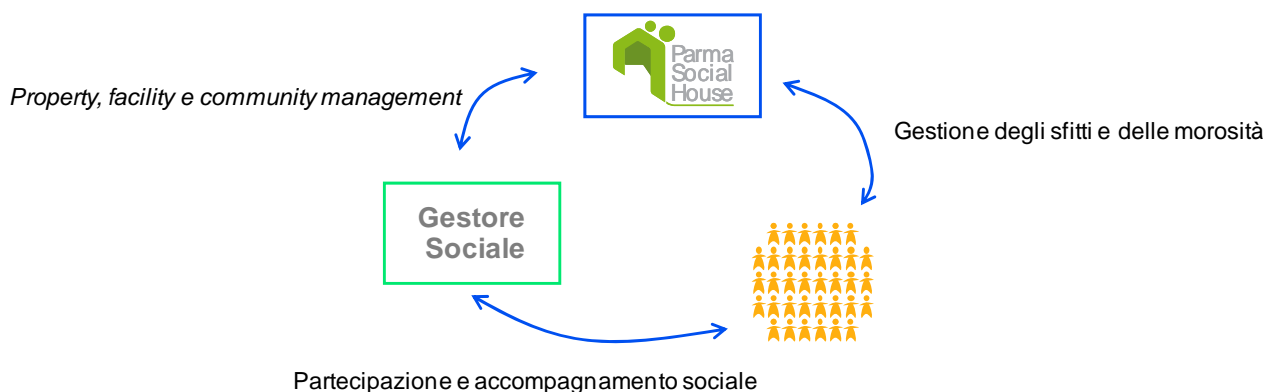 Parma
Social
House
Property, facility e community management
Gestione degli sfitti e delle morosità
Gestore
Sociale
Partecipazione e accompagnamento sociale